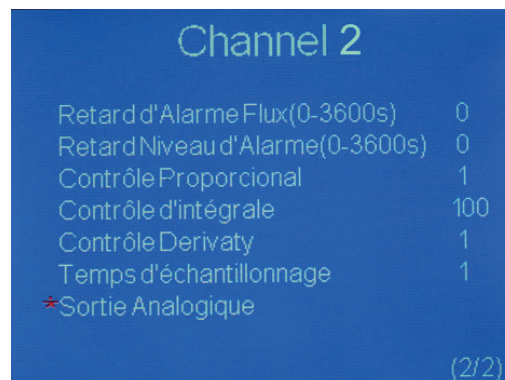 Channel 2
Retard d'Alarme Flux(0-3600s) 0
Retard Niveau d'Alarme(0-3600s) 0
Contrôle Proporcional 1
Contrôle d'intégrale 100
Contrôle Derivaty 1
Temps d'échantillonnage 1
*Sortie Analogique
(2/2)